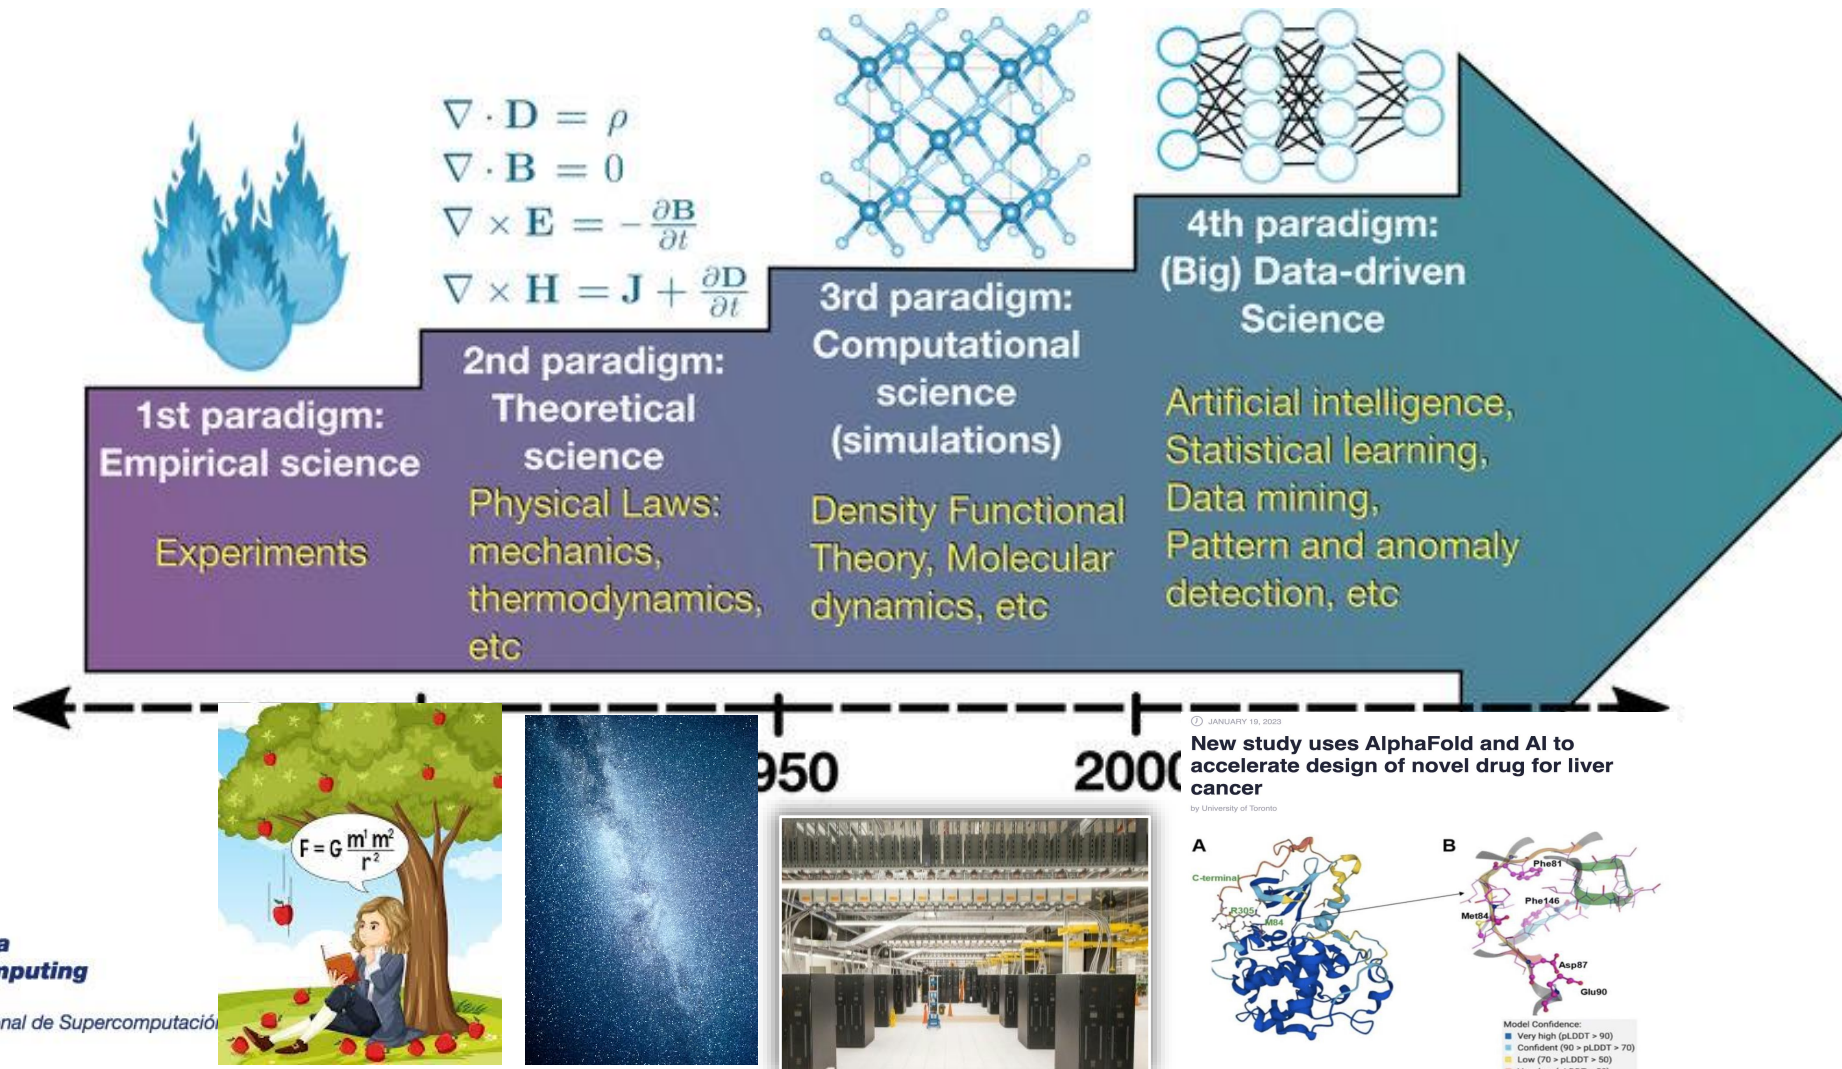 ∇ · D = ρ
∇ · B = 0
∇ × E = − ∂B/∂t
∇ × H = J + ∂D/∂t
1st paradigm:
Empirical science
Experiments
2nd paradigm:
Theoretical
science
Physical Laws:
mechanics,
thermodynamics,
etc
3rd paradigm:
Computational
science
(simulations)
Density Functional
Theory, Molecular
dynamics, etc
4th paradigm:
(Big) Data-driven
Science
Artificial intelligence,
Statistical learning,
Data mining,
Pattern and anomaly
detection, etc
950
2000
F = G m¹ m² / r²
JANUARY 19, 2023
New study uses AlphaFold and AI to
accelerate design of novel drug for liver
cancer
by University of Toronto
A
C-terminal
R305
M84
B
Phe81
Phe146
Met84
Asp87
Glu90
Model Confidence:
Very high (pLDDT > 90)
Confident (90 > pLDDT > 70)
Low (70 > pLDDT > 50)
a
mputing
nal de Supercomputación